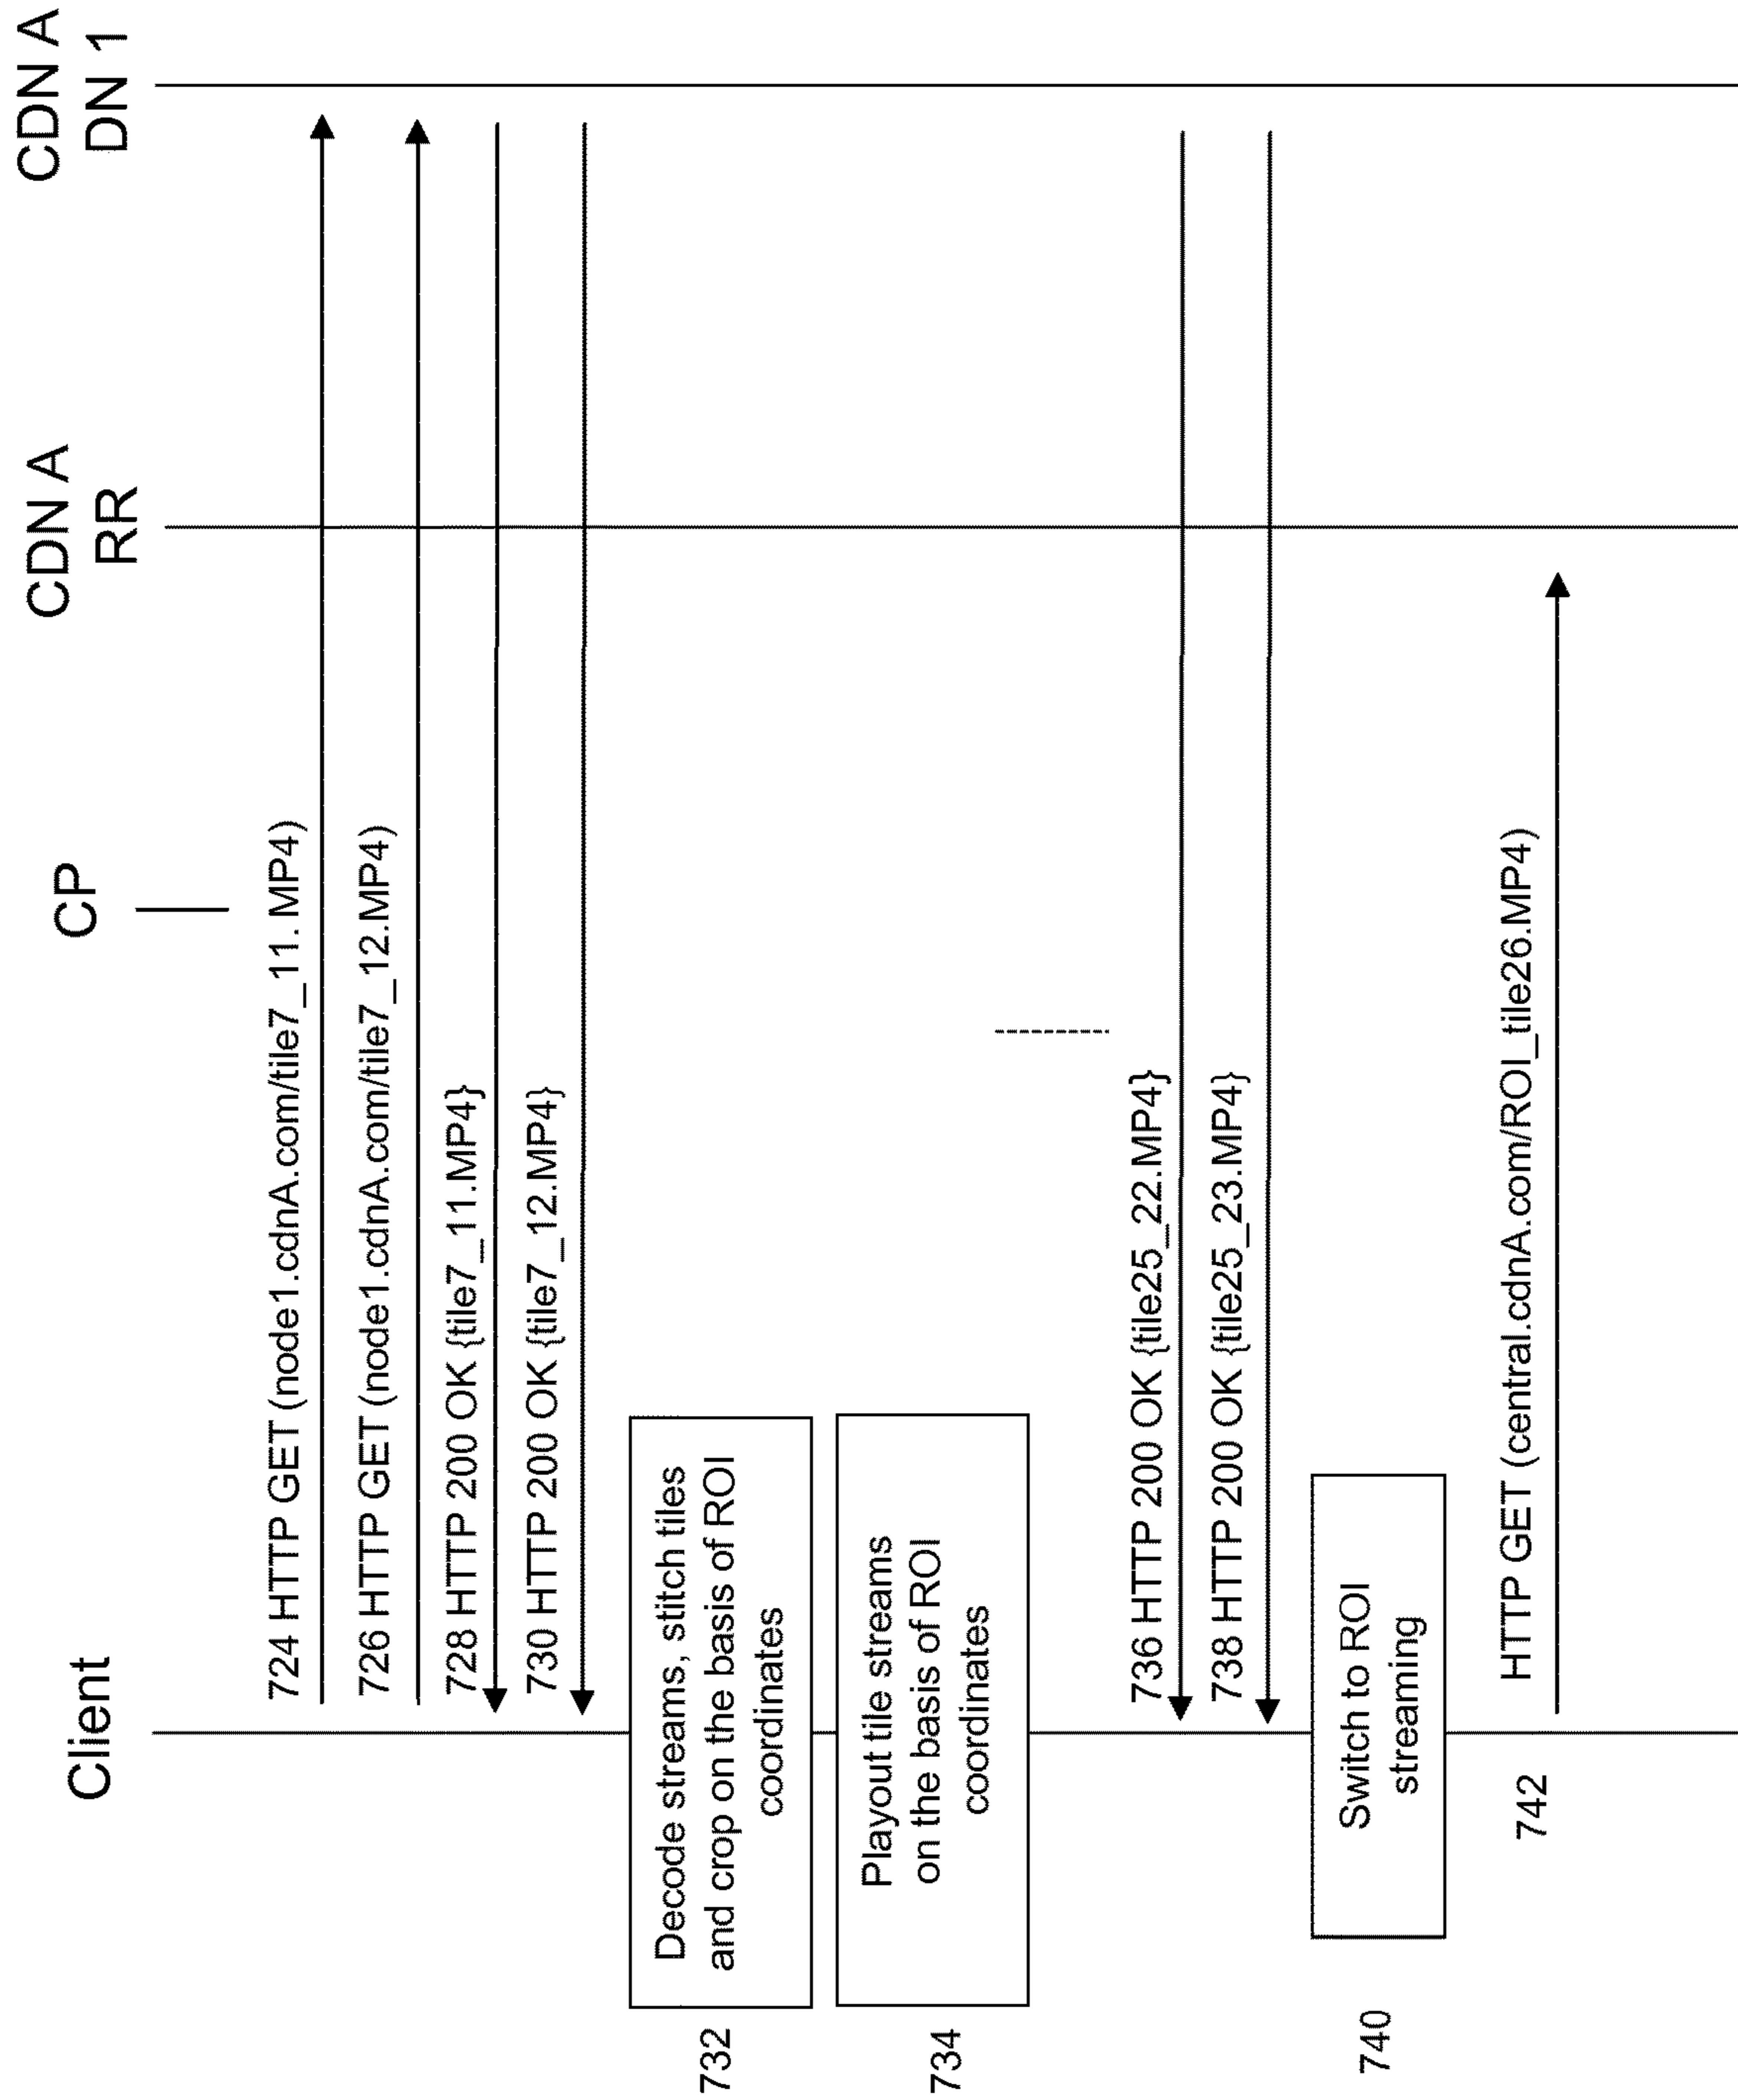 Client
CP
CDN A
RR
CDN A
DN 1
724 HTTP GET (node1.cdnA.com/tile7_11. MP4)
726 HTTP GET (node1.cdnA.com/tile7_12.MP4)
728 HTTP 200 OK {tile7_11.MP4}
730 HTTP 200 OK {tile7_12.MP4}
732
Decode streams, stitch tiles
and crop on the basis of ROI
coordinates
734
Playout tile streams
on the basis of ROI
coordinates
736 HTTP 200 OK {tile25_22.MP4}
738 HTTP 200 OK {tile25_23.MP4}
740
Switch to ROI
streaming
742
HTTP GET (central.cdnA.com/ROI_tile26.MP4)